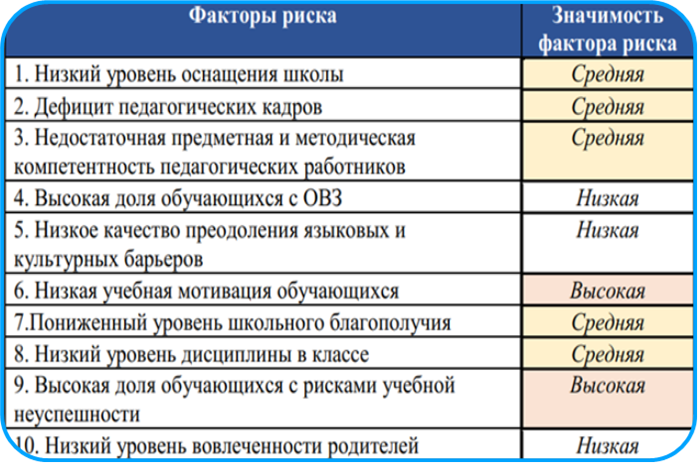 Факторы риска
Значимость
фактора риска
1. Низкий уровень оснащения школы
Средняя
2. Дефицит педагогических кадров
Средняя
3. Недостаточная предметная и методическая
компетентность педагогических работников
Средняя
4. Высокая доля обучающихся с ОВЗ
Низкая
5. Низкое качество преодоления языковых и
культурных барьеров
Низкая
6. Низкая учебная мотивация обучающихся
Высокая
7.Пониженный уровень школьного благополучия
Средняя
8. Низкий уровень дисциплины в классе
Средняя
9. Высокая доля обучающихся с рисками учебной
неуспешности
Высокая
10. Низкий уровень вовлеченности родителей
Низкая